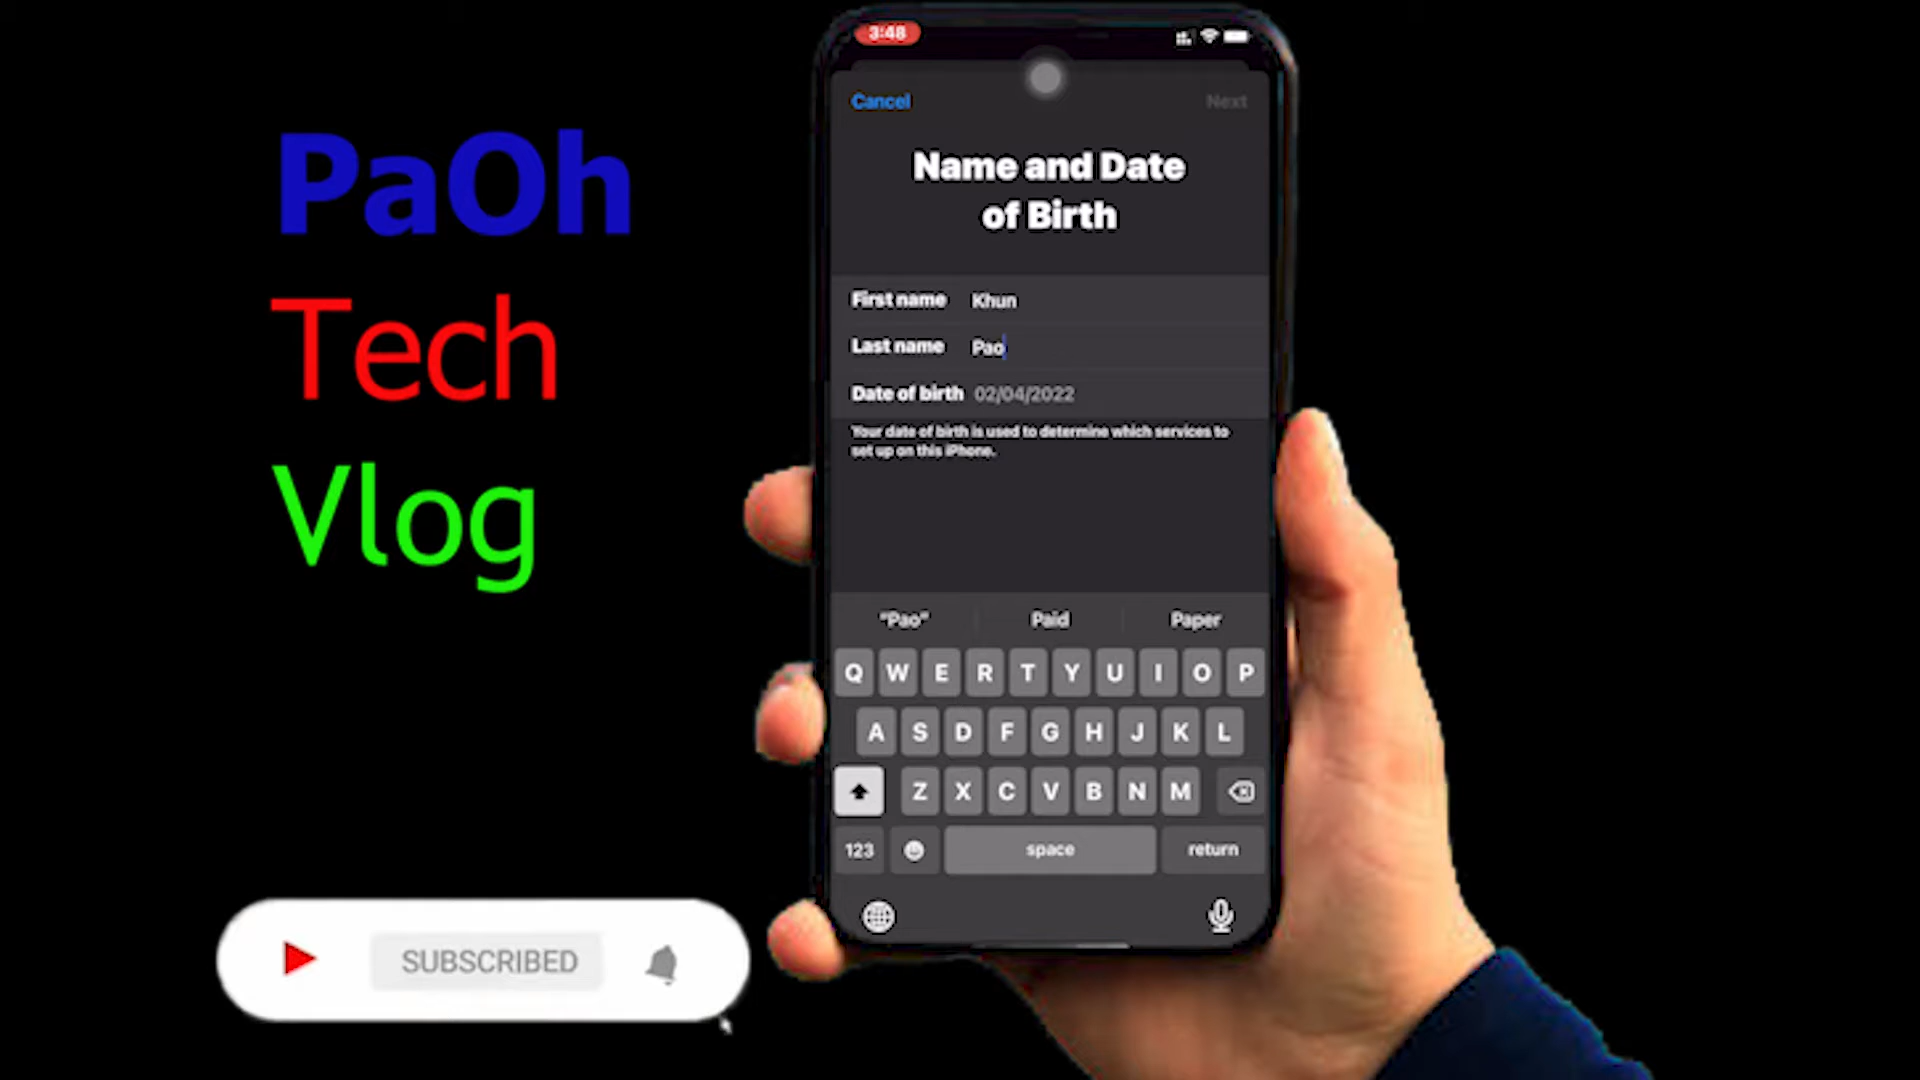 PaOh
Tech
Vlog
SUBSCRIBED
3:48
Cancel
Next
Name and Date
of Birth
First name Khun
Last name Pao
Date of birth 02/04/2022
Your date of birth is used to determine which services to
set up on this iPhone.
"Pao" Paid Paper
Q W E R T Y U I O P
A S D F G H J K L
Z X C V B N M
123 space return